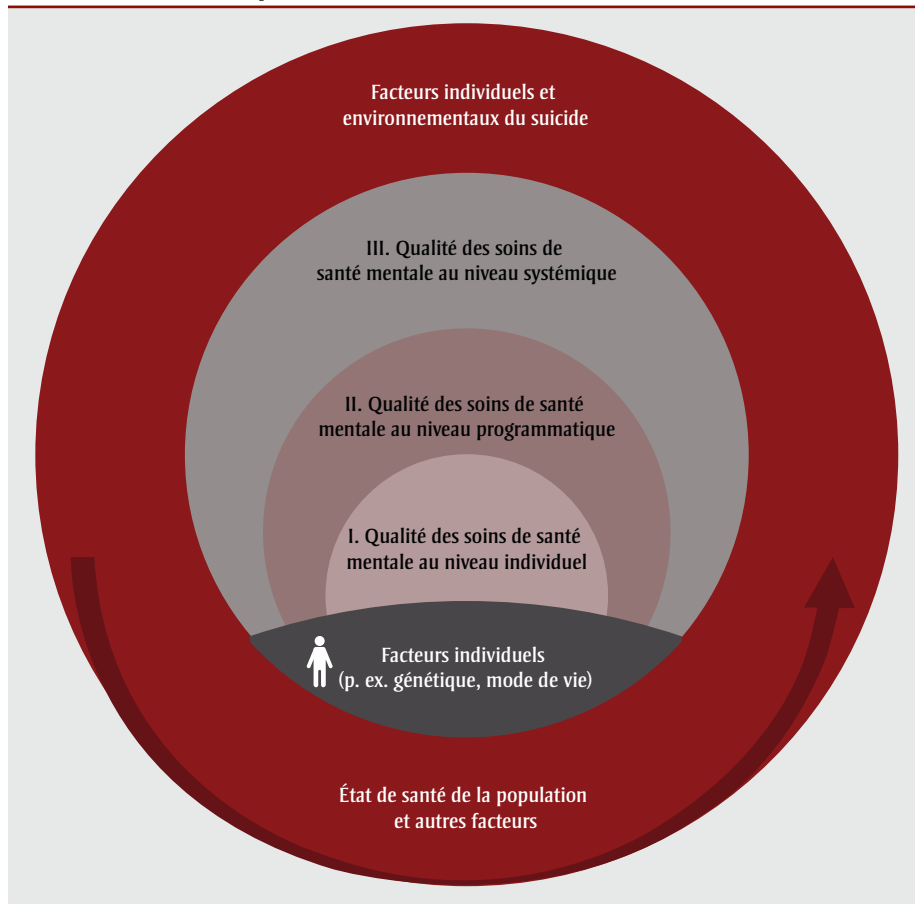 Facteurs individuels et
environnementaux du suicide
III. Qualité des soins de
santé mentale au niveau systémique
II. Qualité des soins de santé
mentale au niveau programmatique
I. Qualité des soins de santé
mentale au niveau individuel
Facteurs individuels
(p. ex. génétique, mode de vie)
État de santé de la population
et autres facteurs